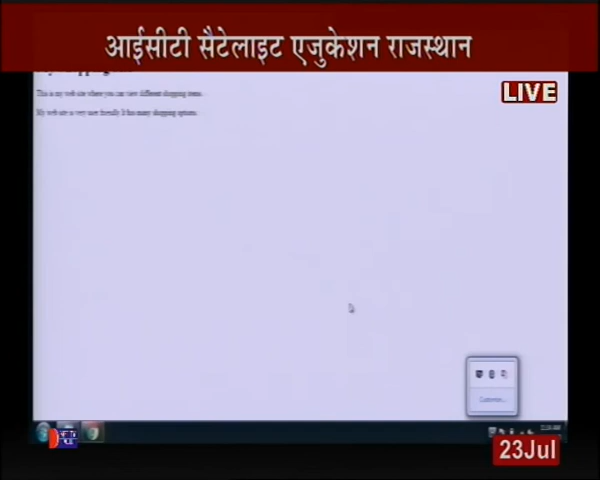 आईसीटी सैटेलाइट एजुकेशन राजस्थान
LIVE
This is my web site where you can view different shopping items.
My web site is very user friendly It has many shopping options.
Customize...
23Jul